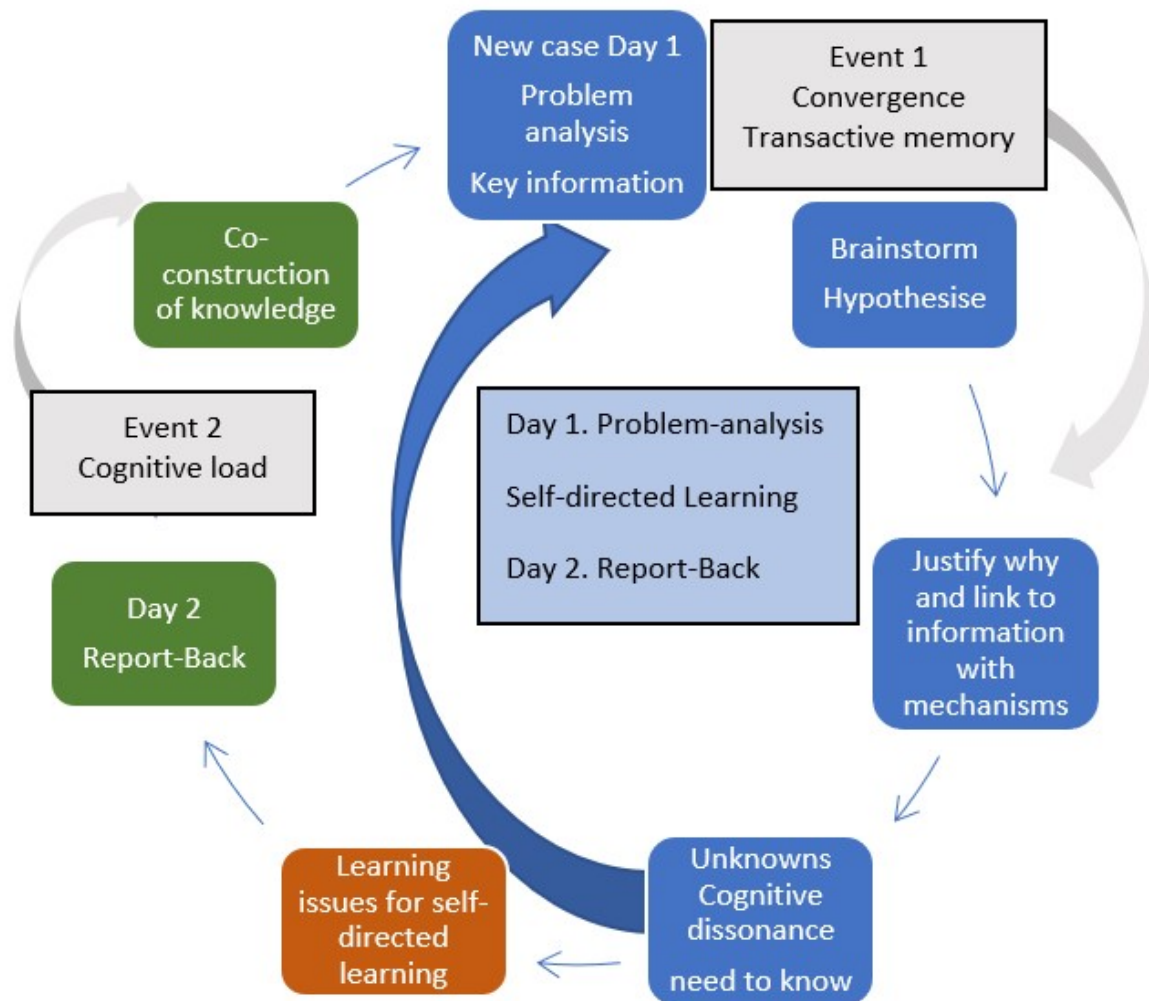 New case Day 1
Problem
analysis
Key information
Event 1
Convergence
Transactive memory
Brainstorm
Hypothesise
Justify why
and link to
information
with
mechanisms
Unknowns
Cognitive
dissonance
need to know
Learning
issues for self-
directed
learning
Day 2
Report-Back
Event 2
Cognitive load
Co-
construction
of knowledge
Day 1. Problem-analysis
Self-directed Learning
Day 2. Report-Back